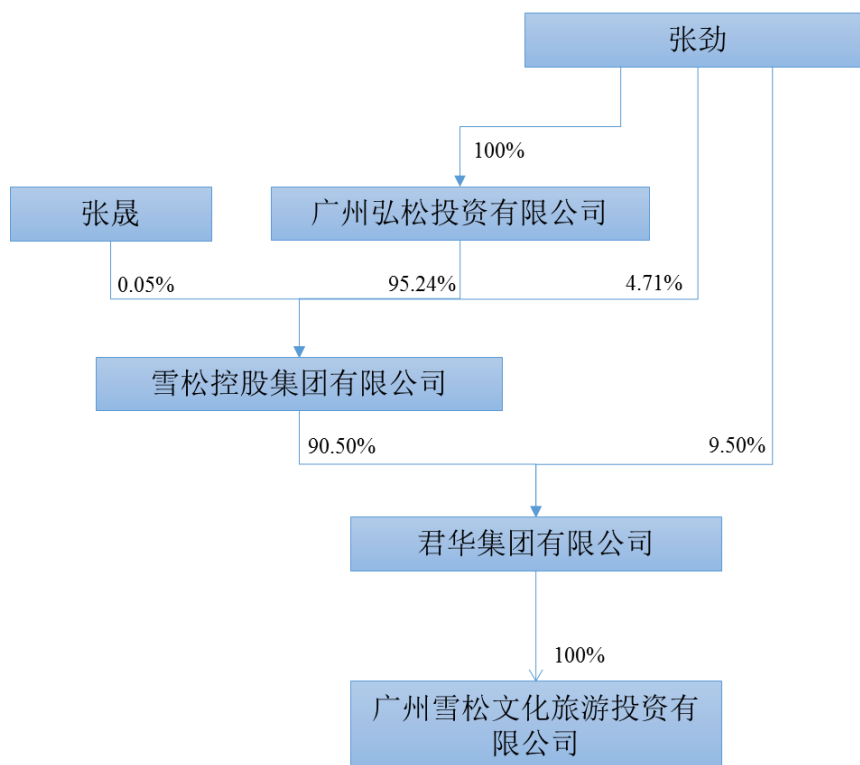 张劲
100%
张晟
广州弘松投资有限公司
0.05%
95.24%
4.71%
雪松控股集团有限公司
90.50%
9.50%
君华集团有限公司
100%
广州雪松文化旅游投资有
限公司